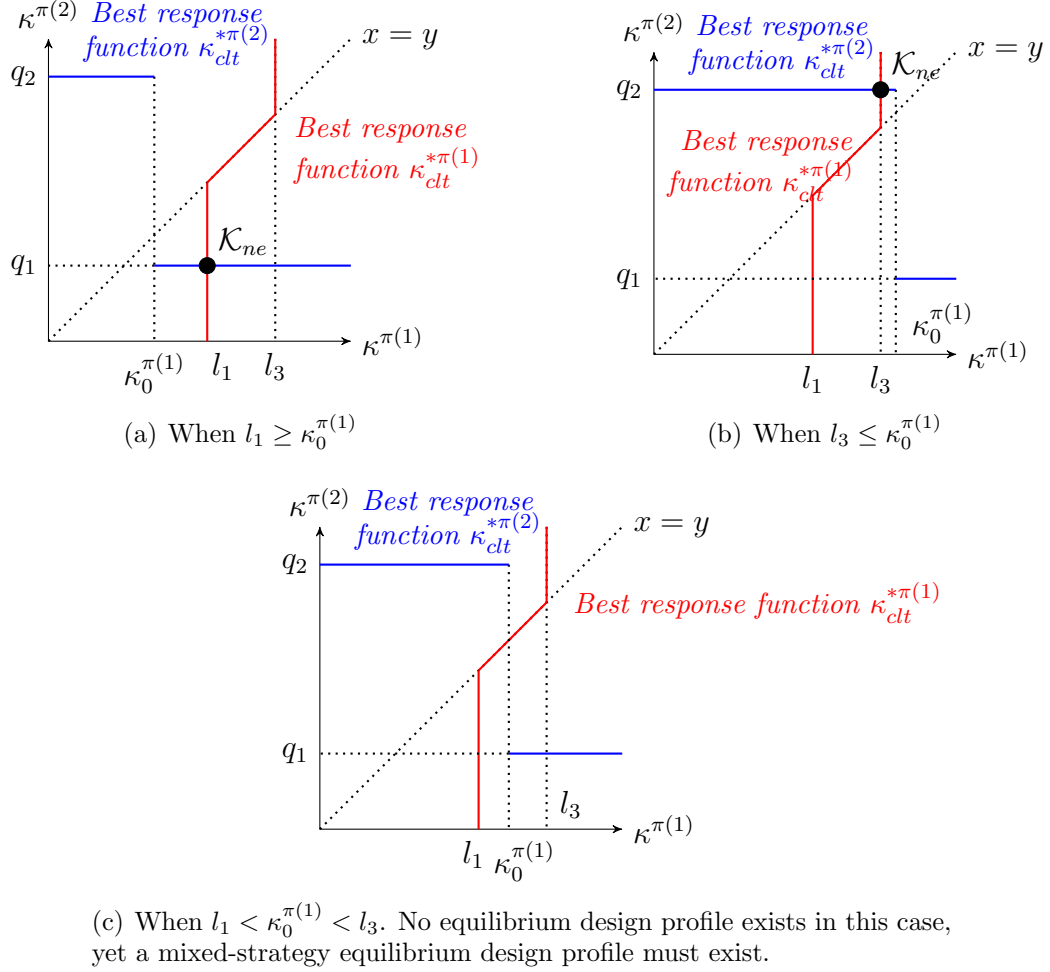 κ^{π(2)} Best response
function κ_{clt}^{*π(2)}
x = y
q_2
Best response
function κ_{clt}^{*π(1)}
K_{ne}
q_1
κ^{π(1)}
κ_0^{π(1)} l_1 l_3
(a) When l_1 ≥ κ_0^{π(1)}
κ^{π(2)} Best response
function κ_{clt}^{*π(2)}
x = y
K_{ne}
q_2
Best response
function κ_{clt}^{*π(1)}
q_1
κ_0^{π(1)}
κ^{π(1)}
l_1 l_3
(b) When l_3 ≤ κ_0^{π(1)}
κ^{π(2)} Best response
function κ_{clt}^{*π(2)}
x = y
q_2
Best response function κ_{clt}^{*π(1)}
q_1
l_3
κ^{π(1)}
l_1 κ_0^{π(1)}
(c) When l_1 < κ_0^{π(1)} < l_3. No equilibrium design profile exists in this case,
yet a mixed-strategy equilibrium design profile must exist.